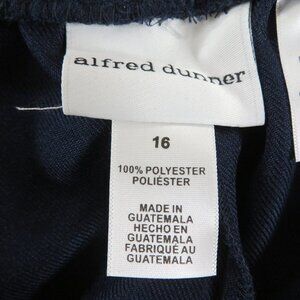 alfred dunner
16
100% POLYESTER
POLIÉSTER
MADE IN
GUATEMALA
HECHO EN
GUATEMALA
FABRIQUÉ AU
GUATEMALA